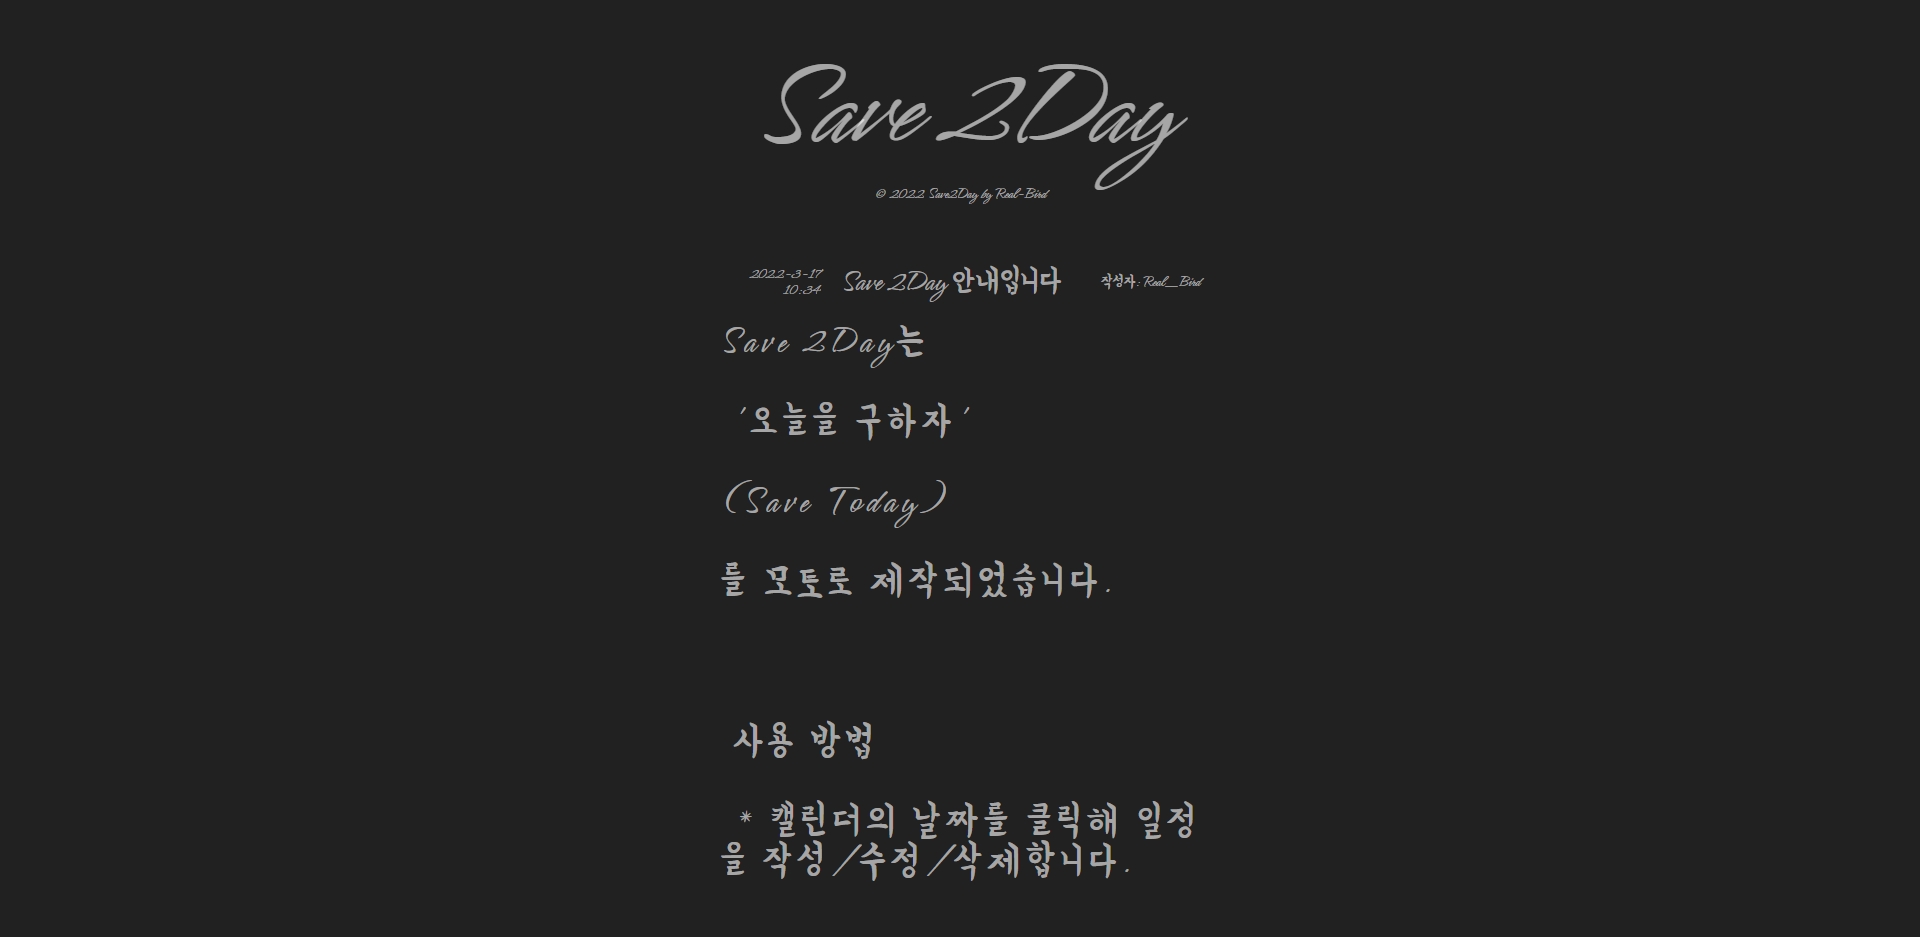 Save 2Day
© 2022 Save2Day by Real-Bird
2022-3-17
10:34
Save 2Day 안내입니다
작성자: Real__Bird
Save 2Day는
'오늘을 구하자'
(Save Today)
를 모토로 제작되었습니다.
사용 방법
* 캘린더의 날짜를 클릭해 일정
을 작성/수정/삭제합니다.